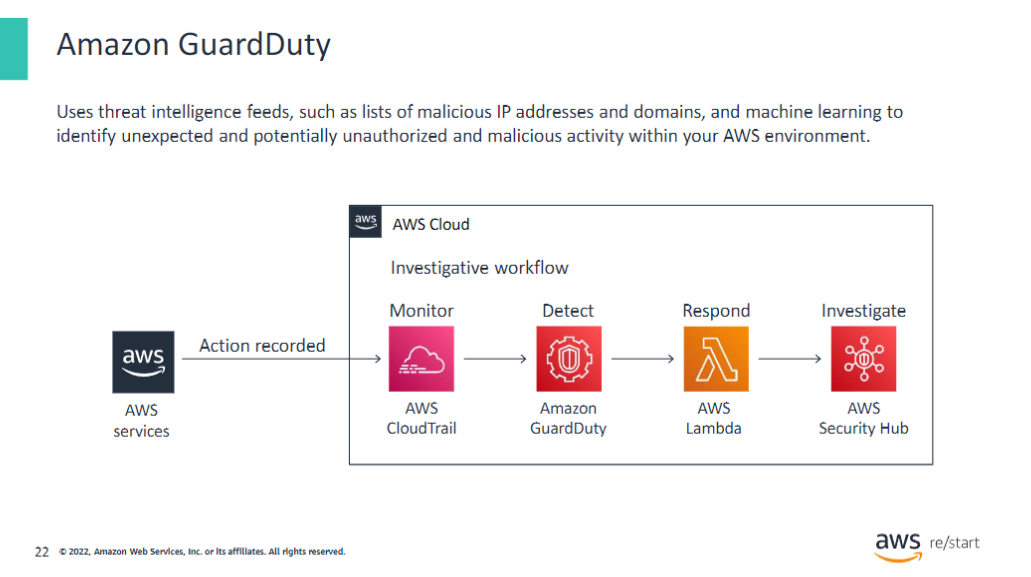 Amazon GuardDuty
Uses threat intelligence feeds, such as lists of malicious IP addresses and domains, and machine learning to
identify unexpected and potentially unauthorized and malicious activity within your AWS environment.
aws
AWS Cloud
Investigative workflow
Monitor
Detect
Respond
Investigate
aws
Action recorded
AWS
services
AWS
CloudTrail
Amazon
GuardDuty
AWS
Lambda
AWS
Security Hub
22
© 2022, Amazon Web Services, Inc. or its affiliates. All rights reserved.
aws re/start